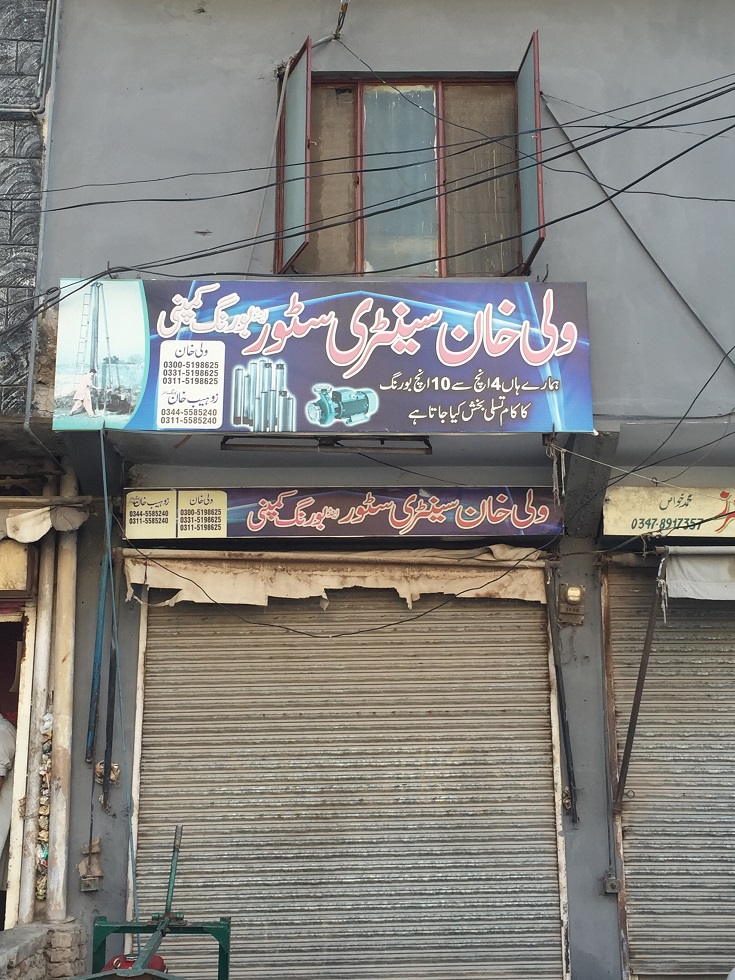 ولی خان سینٹری سٹور اینڈ بورنگ کمپنی
ولی خان
0300-5198625
0331-5198625
0311-5198625
زوہیب خان
0344-5585240
0311-5585240
ہمارے ہاں 4 انچ سے 10 انچ بورنگ
کا کام تسلی بخش کیا جاتا ہے
ولی خان سینٹری سٹور اینڈ بورنگ کمپنی
ولی خان
0300-5198625
0331-5198625
0311-5198625
زوہیب خان
0344-5585240
0311-5585240
محمد خواص
0347-8917357